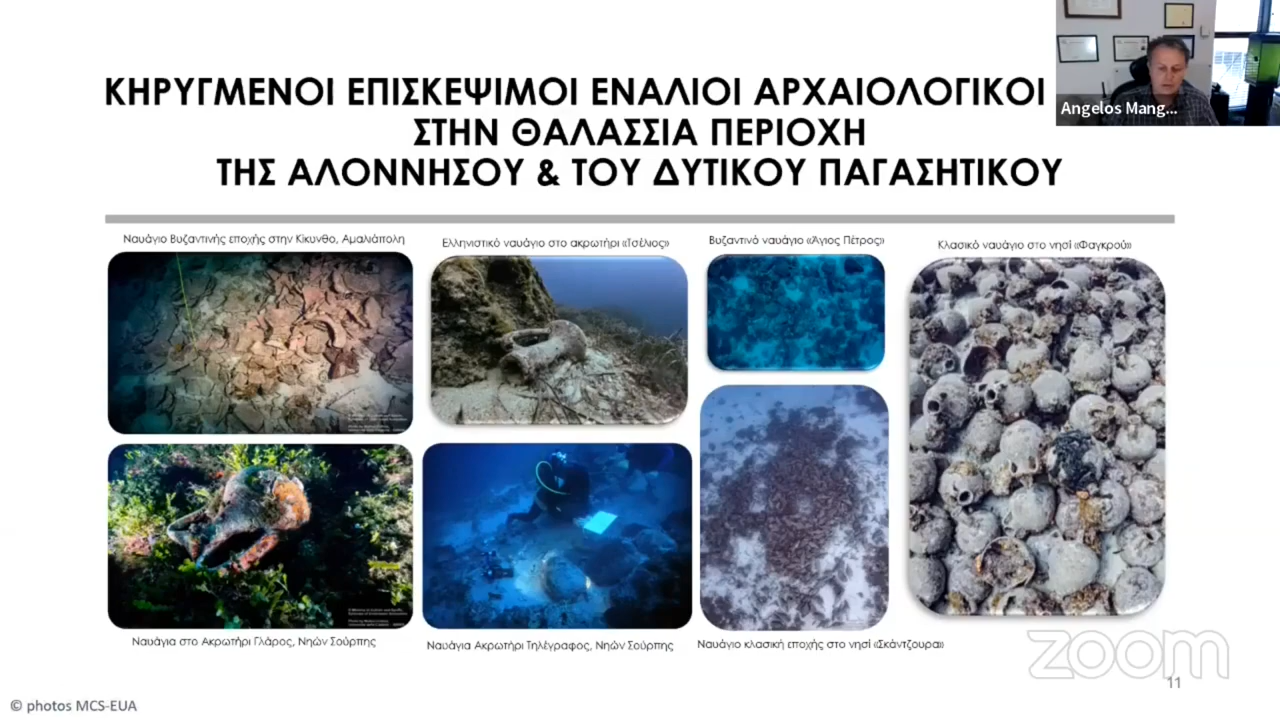 Angelos Mang...
ΚΗΡΥΓΜΕΝΟΙ ΕΠΙΣΚΕΨΙΜΟΙ ΕΝΑΛΙΟΙ ΑΡΧΑΙΟΛΟΓΙΚΟΙ
ΣΤΗΝ ΘΑΛΑΣΣΙΑ ΠΕΡΙΟΧΗ
ΤΗΣ ΑΛΟΝΝΗΣΟΥ & ΤΟΥ ΔΥΤΙΚΟΥ ΠΑΓΑΣΗΤΙΚΟΥ
Ναυάγιο Βυζαντινής εποχής στην Κίκυνθο, Αμαλιάπολη
Ελληνιστικό ναυάγιο στο ακρωτήρι «Τσέλιος»
Βυζαντινό ναυάγιο «Άγιος Πέτρος»
Κλασικό ναυάγιο στο νησί «Φαγκρού»
Ναυάγια στο Ακρωτήρι Γλάρος, Νηών Σούρπης
Ναυάγια Ακρωτήρι Τηλέγραφος, Νηών Σούρπης
Ναυάγιο κλασική εποχής στο νησί «Σκάντζουρα»
zoom
11
© photos MCS-EUA